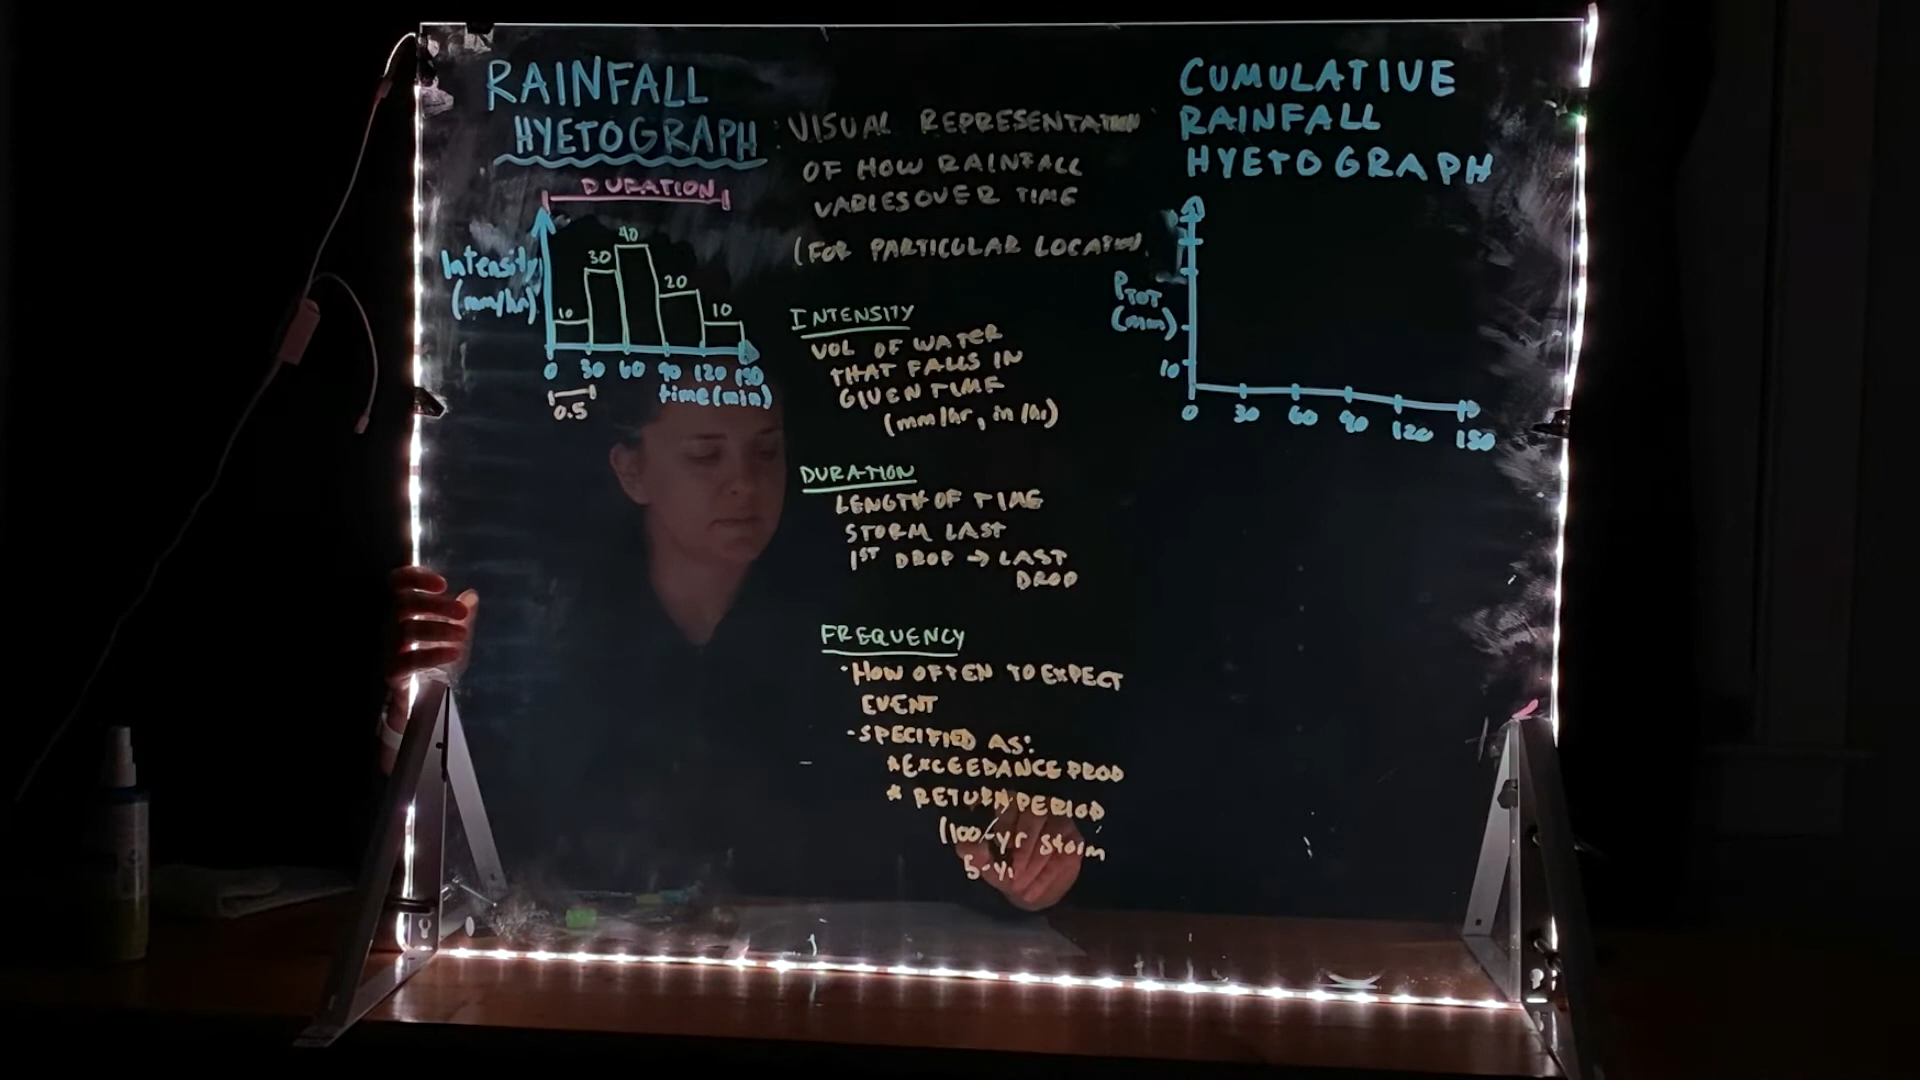 RAINFALL
HYETOGRAPH
: VISUAL REPRESENTATION
OF HOW RAINFALL
VARIES OVER TIME
(FOR PARTICULAR LOCATION)
DURATION
Intensity
(mm/hr)
10
30
40
20
10
0 30 60 90 120 150
time (min)
0.5
INTENSITY
VOL OF WATER
THAT FALLS IN
GIVEN TIME
(mm/hr, in/hr)
DURATION
LENGTH OF TIME
STORM LAST
1ST DROP → LAST
DROP
FREQUENCY
· HOW OFTEN TO EXPECT
EVENT
- SPECIFIED AS:
* EXCEEDANCE PROB
* RETURN PERIOD
(100-yr storm
5-yr
CUMULATIVE
RAINFALL
HYETOGRAPH
PTOT
(mm)
10
0 30 60 90 120 150